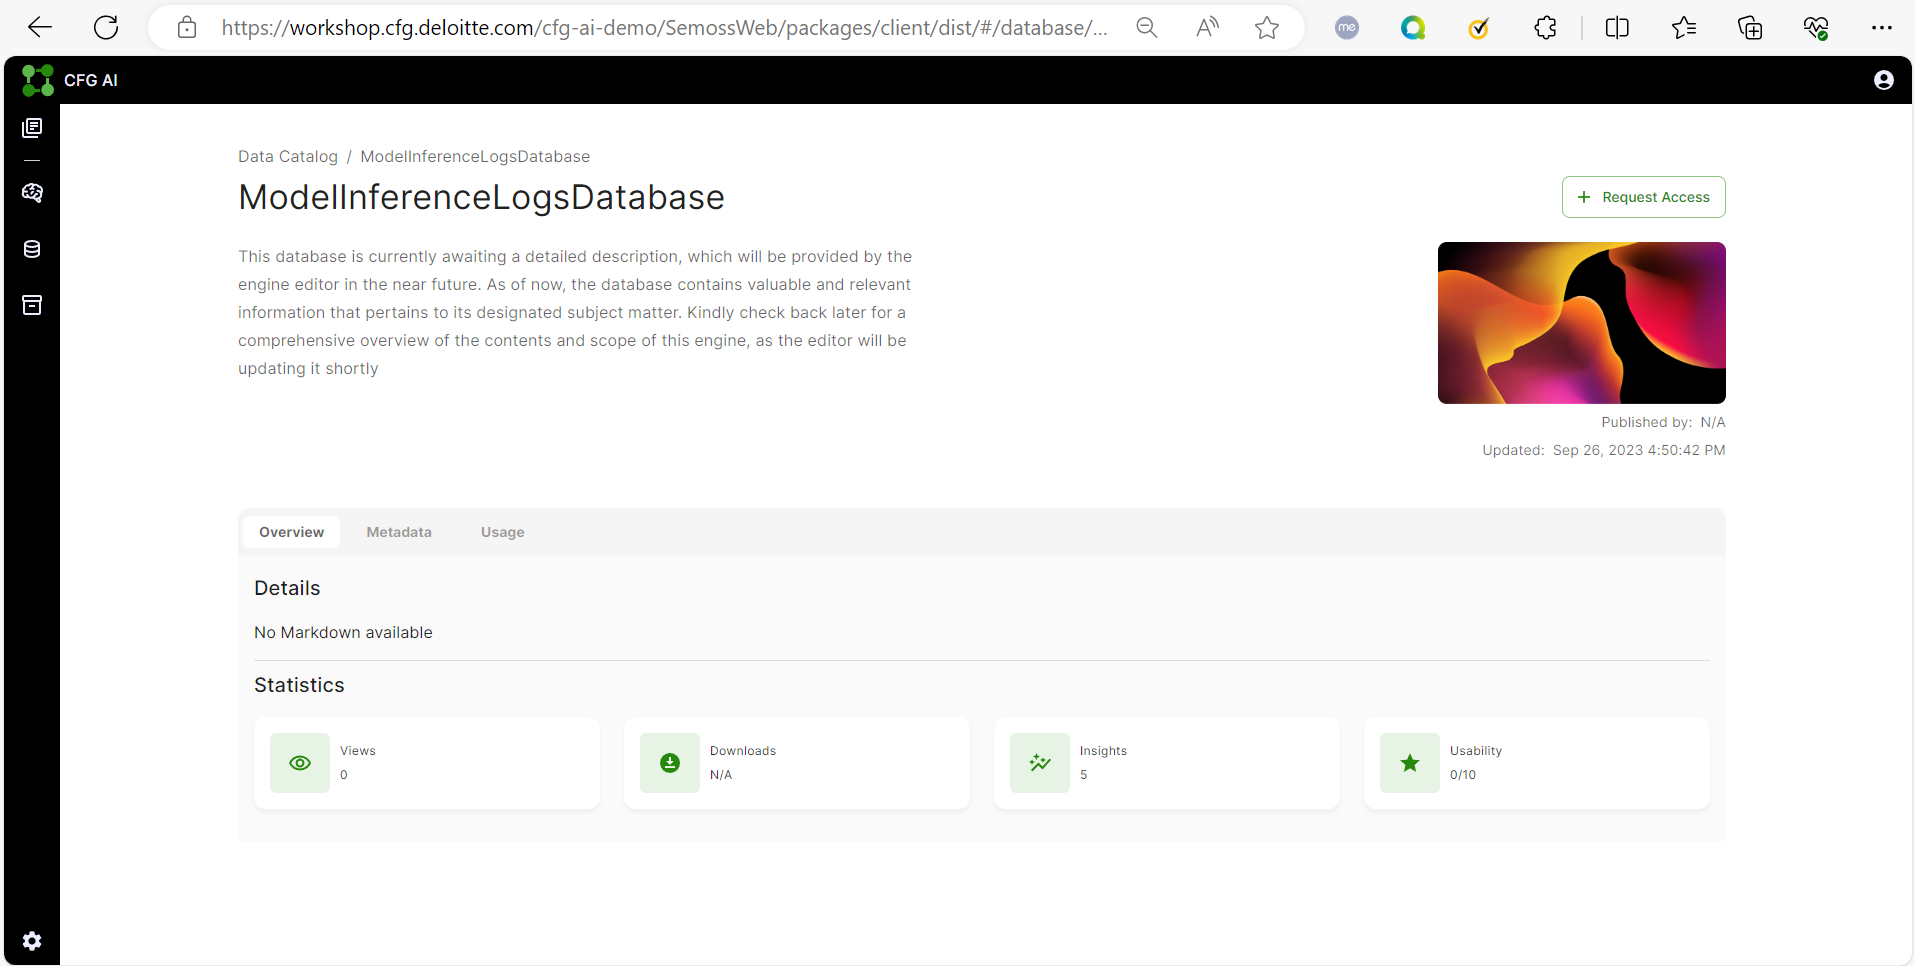 https://workshop.cfg.deloitte.com/cfg-ai-demo/SemossWeb/packages/client/dist/#/database/...
me
CFG AI
Data Catalog / ModelInferenceLogsDatabase
ModelInferenceLogsDatabase
Request Access
This database is currently awaiting a detailed description, which will be provided by the
engine editor in the near future. As of now, the database contains valuable and relevant
information that pertains to its designated subject matter. Kindly check back later for a
comprehensive overview of the contents and scope of this engine, as the editor will be
updating it shortly
Published by: N/A
Updated: Sep 26, 2023 4:50:42 PM
Overview Metadata Usage
Details
No Markdown available
Statistics
Views
0
Downloads
N/A
Insights
5
Usability
0/10